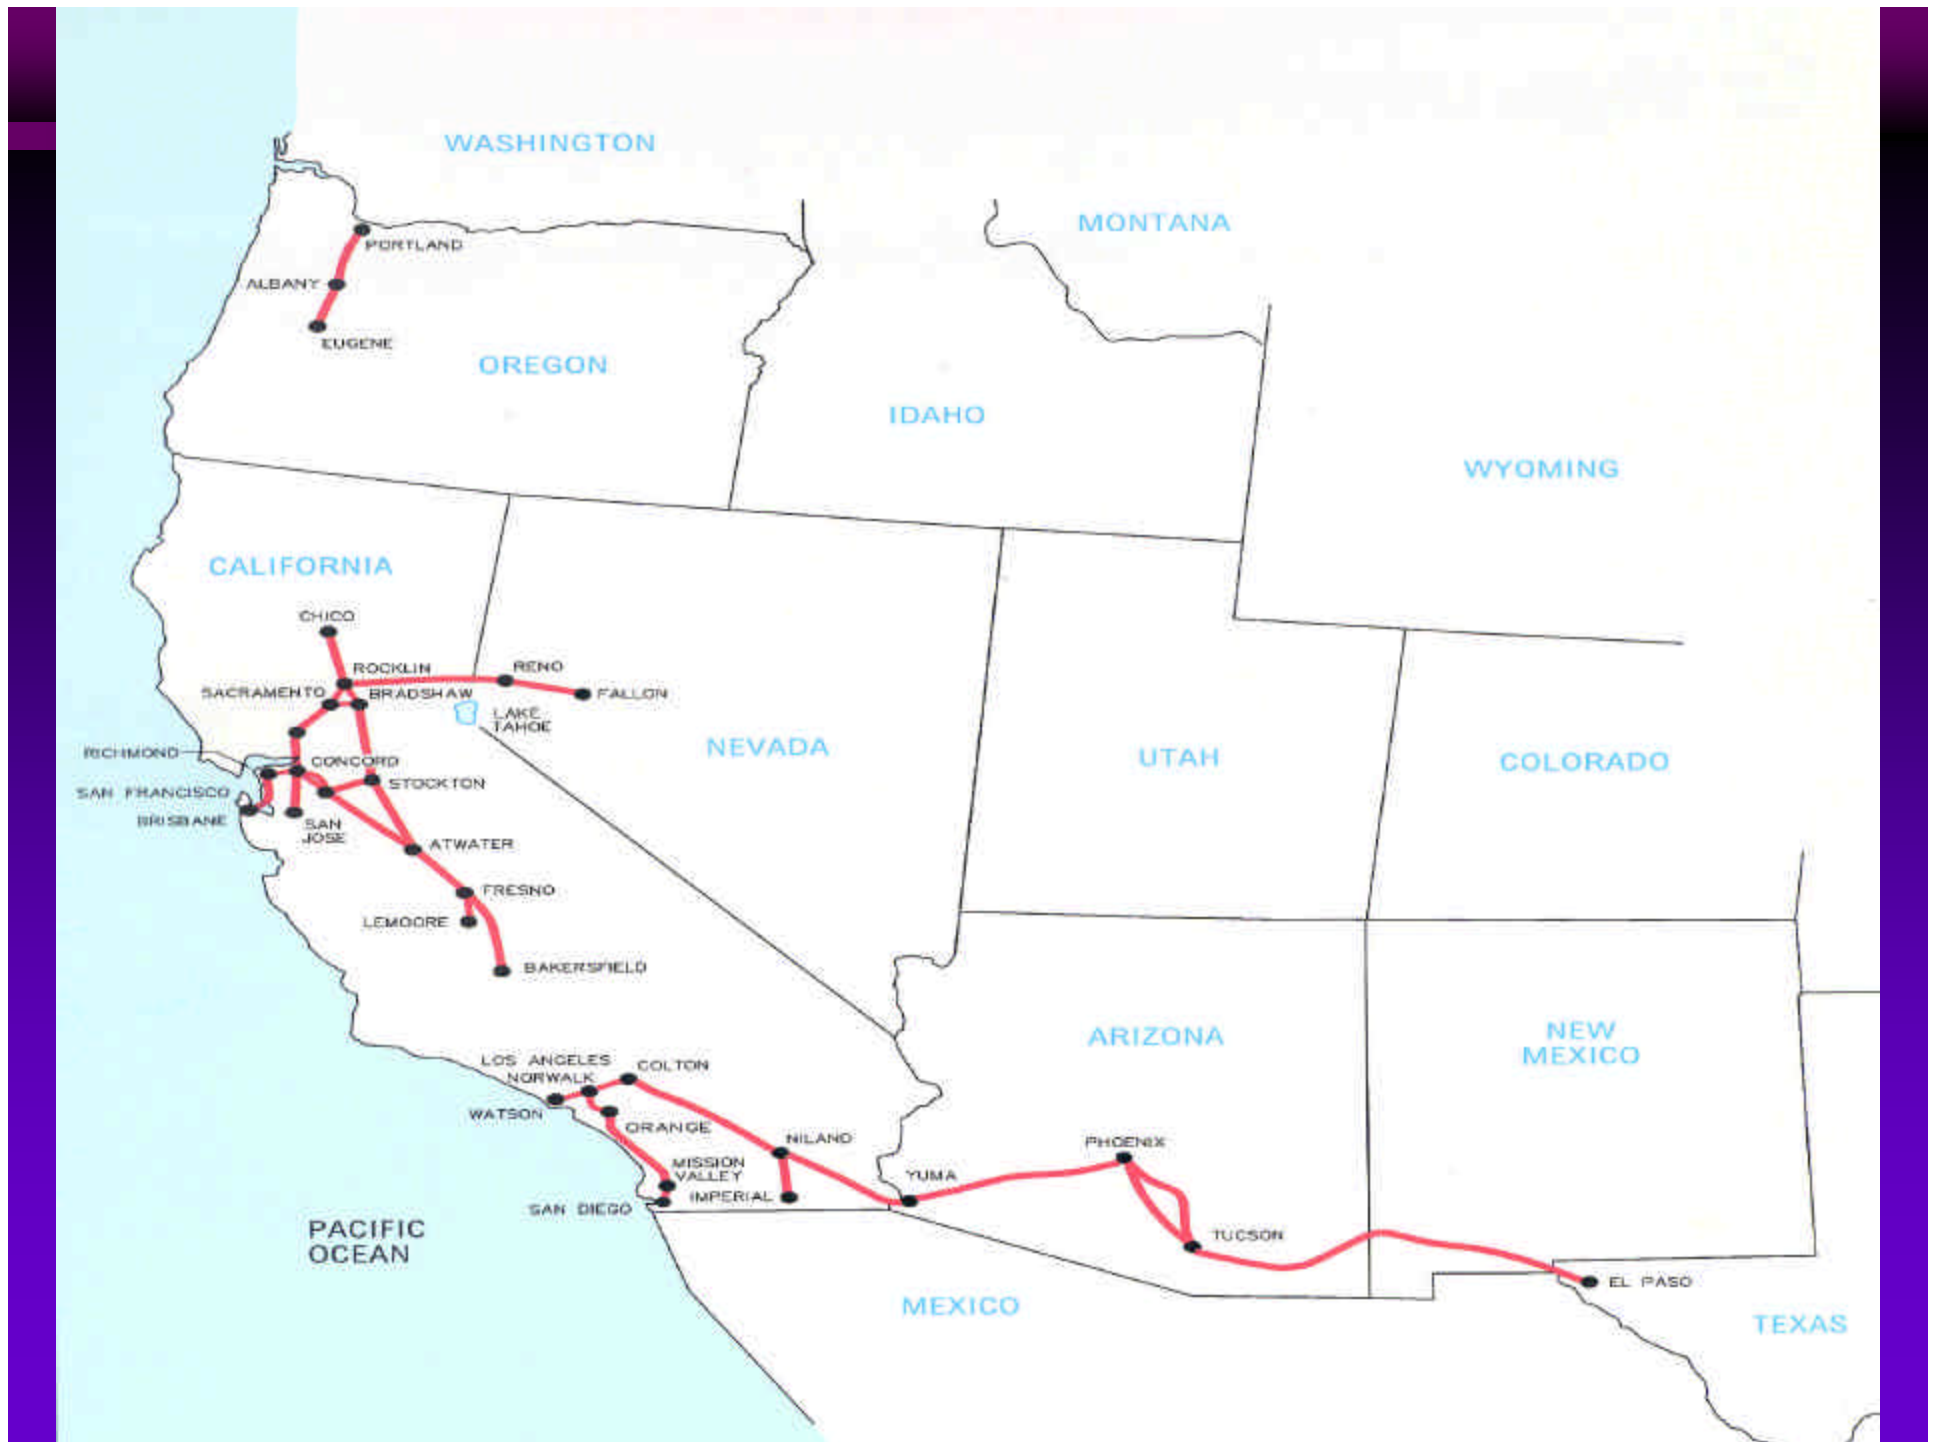 WASHINGTON
MONTANA
PORTLAND
ALBANY
EUGENE
OREGON
IDAHO
WYOMING
CALIFORNIA
CHICO
ROCKLIN
RENO
SACRAMENTO
BRADSHAW
FALLON
LAKE
TAHOE
NEVADA
UTAH
COLORADO
RICHMOND
CONCORD
STOCKTON
SAN FRANCISCO
BRISBANE
SAN
JOSE
ATWATER
FRESNO
LEMOORE
BAKERSFIELD
ARIZONA
NEW
MEXICO
LOS ANGELES
NORWALK
COLTON
WATSON
ORANGE
NILAND
PHOENIX
MISSION
VALLEY
IMPERIAL
YUMA
SAN DIEGO
TUCSON
PACIFIC
OCEAN
EL PASO
MEXICO
TEXAS